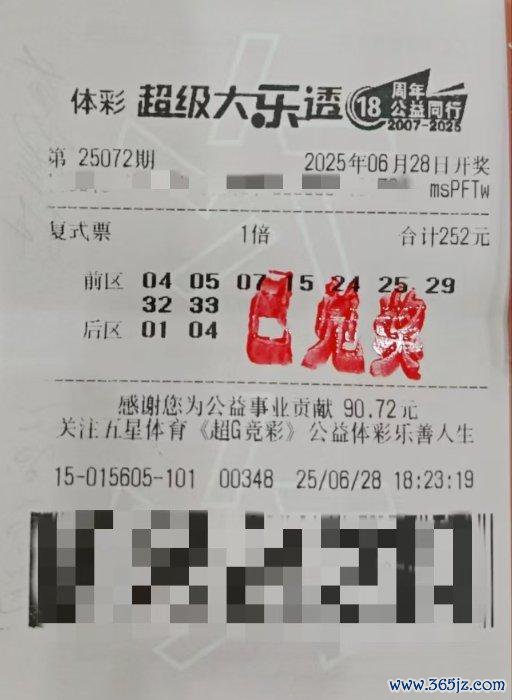 体彩 超级大乐透 18 周年 公益同行 2007-2025
第 25072期 2025年06月28日开奖
msPFTw
复式票 1倍 合计252元
前区 04 05 07 15 24 25 29
32 33
后区 01 04
已兑奖
感谢您为公益事业贡献 90.72元
关注五星体育《超G竞彩》公益体彩乐善人生
15-015605-101 00348 25/06/28 18:23:19
www.365jz.com